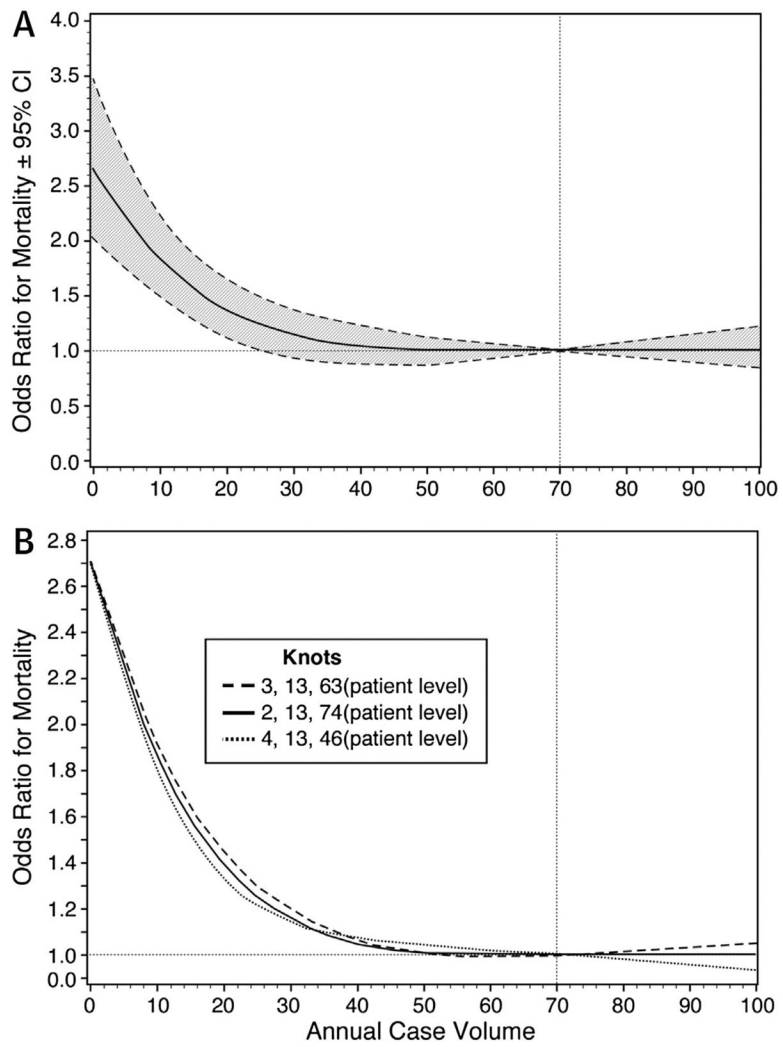 A
Odds Ratio for Mortality ± 95% CI
4.0
3.5
3.0
2.5
2.0
1.5
1.0
0.5
0.0
0 10 20 30 40 50 60 70 80 90 100
B
Odds Ratio for Mortality
2.8
2.6
2.4
2.2
2.0
1.8
1.6
1.4
1.2
1.0
0.0
Knots
3, 13, 63(patient level)
2, 13, 74(patient level)
4, 13, 46(patient level)
0 10 20 30 40 50 60 70 80 90 100
Annual Case Volume